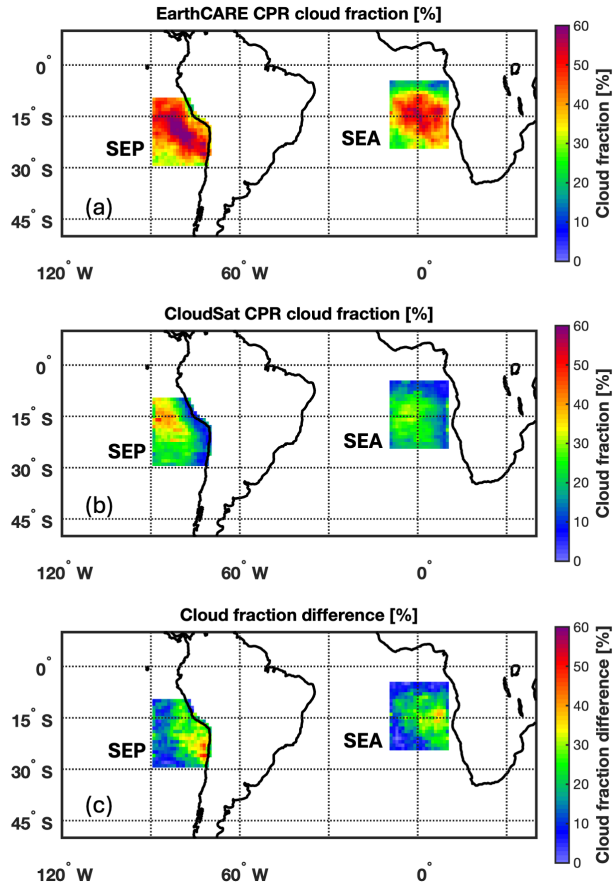 EarthCARE CPR cloud fraction [%]
0°
15° S
30° S
45° S
SEP
SEA
(a)
120° W
60° W
0°
60
50
40
30
20
10
0
Cloud fraction [%]
CloudSat CPR cloud fraction [%]
0°
15° S
30° S
45° S
SEP
SEA
(b)
120° W
60° W
0°
60
50
40
30
20
10
0
Cloud fraction [%]
Cloud fraction difference [%]
0°
15° S
30° S
45° S
SEP
SEA
(c)
120° W
60° W
0°
60
50
40
30
20
10
0
Cloud fraction difference [%]